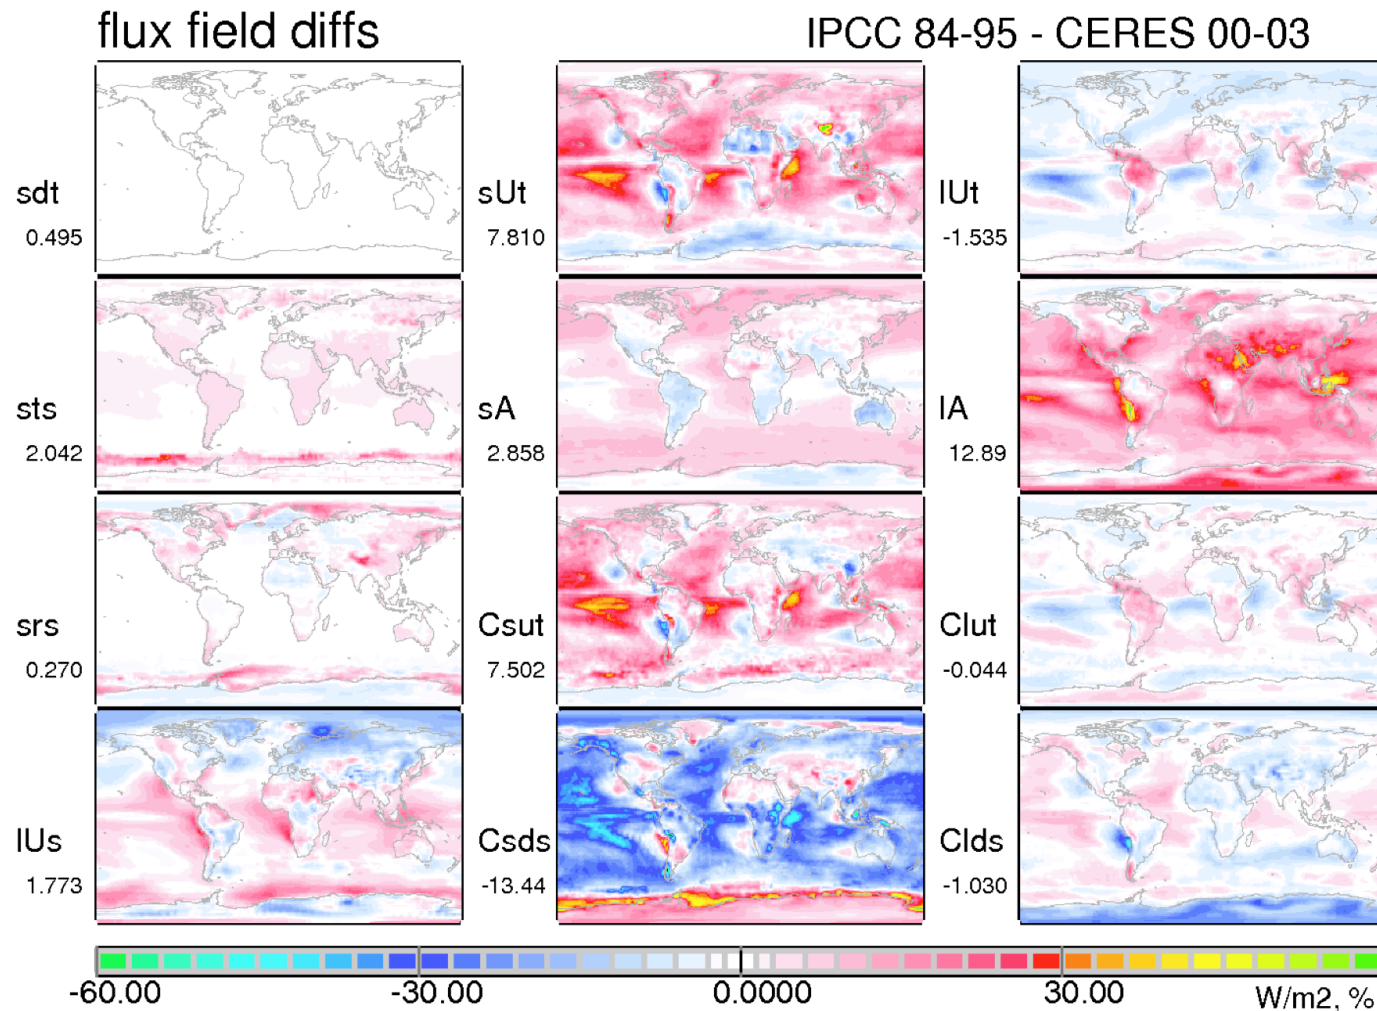 flux field diffs
IPCC 84-95 - CERES 00-03
sdt
0.495
sUt
7.810
lUt
-1.535
sts
2.042
sA
2.858
lA
12.89
srs
0.270
Csut
7.502
Clut
-0.044
lUs
1.773
Csds
-13.44
Clds
-1.030
-60.00
-30.00
0.0000
30.00
W/m2, %